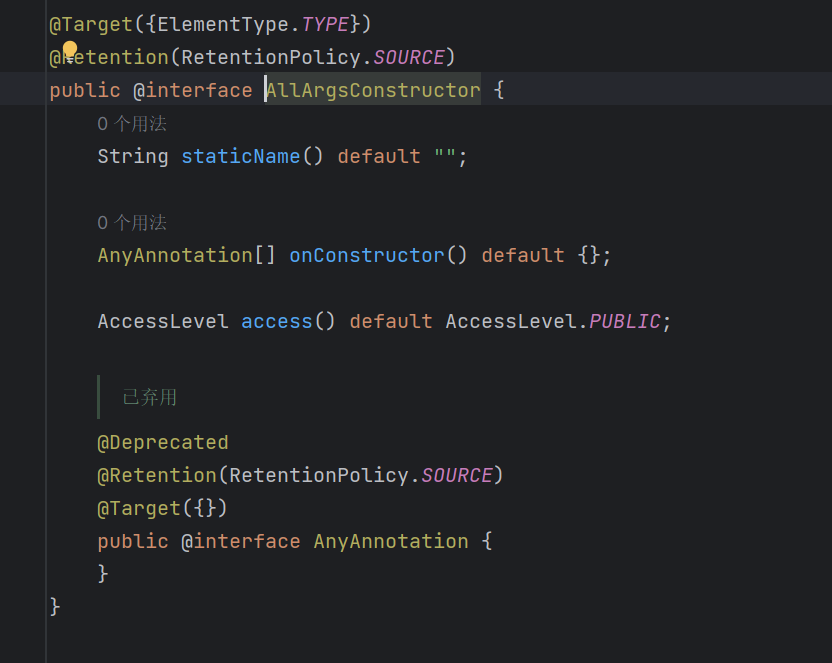 @Target({ElementType.TYPE})
@Retention(RetentionPolicy.SOURCE)
public @interface AllArgsConstructor {
0 个用法
String staticName() default "";
0 个用法
AnyAnnotation[] onConstructor() default {};
AccessLevel access() default AccessLevel.PUBLIC;
已弃用
@Deprecated
@Retention(RetentionPolicy.SOURCE)
@Target({})
public @interface AnyAnnotation {
}
}